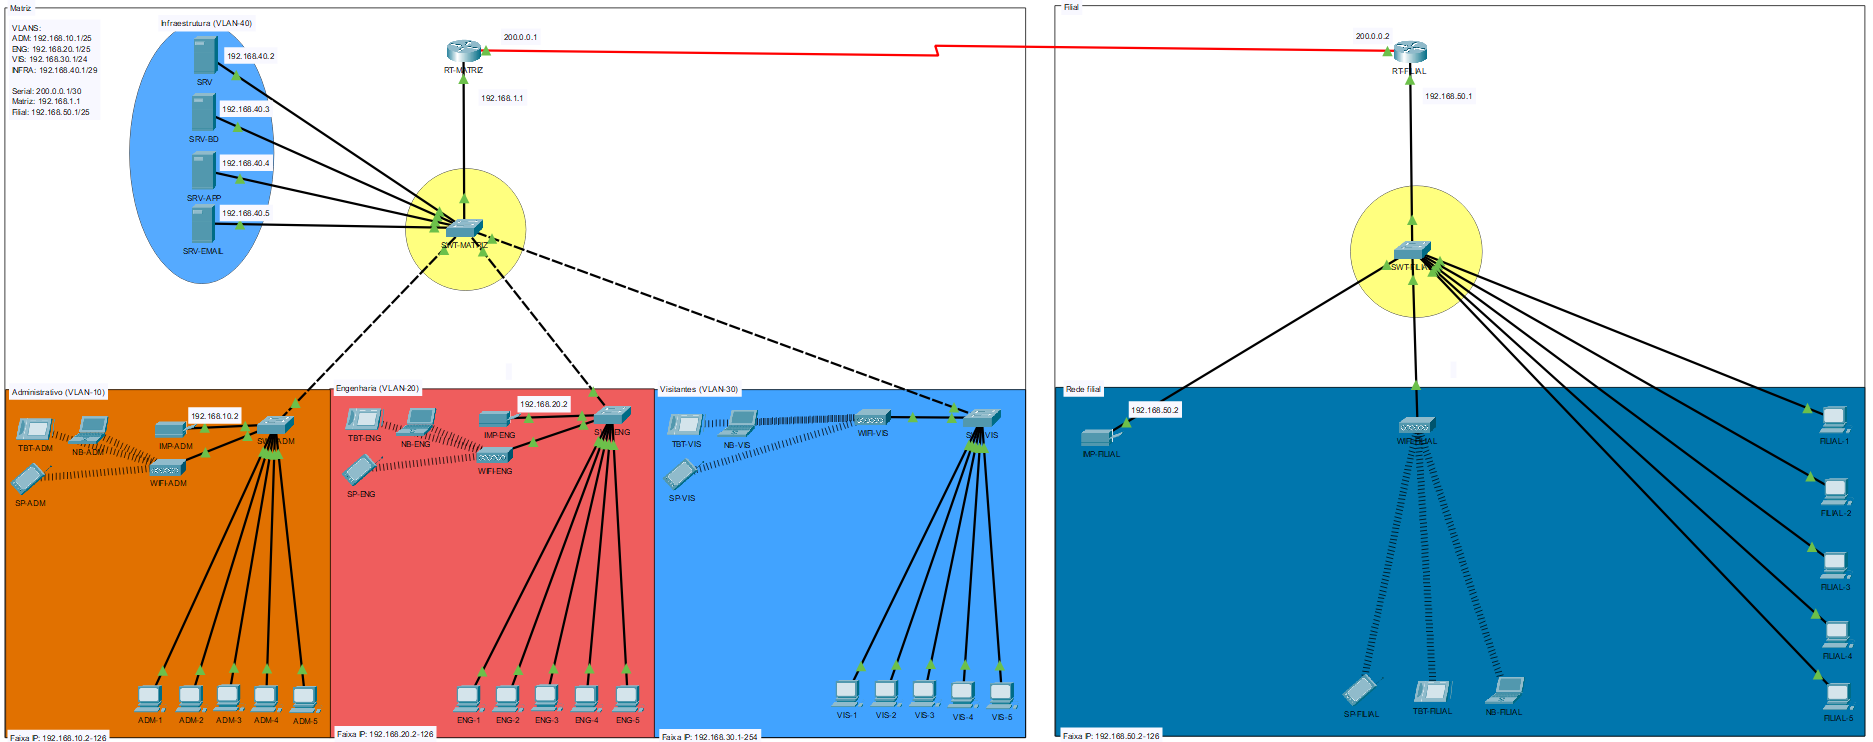 Matriz
VLANS:
ADM: 192.168.10.1/25
ENG: 192.168.20.1/25
VIS: 192.168.30.1/24
INFRA: 192.168.40.1/29
Serial: 200.0.0.1/30
Matriz: 192.168.1.1
Filial: 192.168.50.1/25
Infraestrutura (VLAN-40)
192.168.40.2
SRV
192.168.40.3
SRV-BD
192.168.40.4
SRV-APP
192.168.40.5
SRV-EMAIL
200.0.0.1
RT-MATRIZ
192.168.1.1
SWT-MATRIZ
Administrativo (VLAN-10)
192.168.10.2
TBT-ADM
NB-ADM
IMP-ADM
SP-ADM
WIFI-ADM
ADM-1
ADM-2
ADM-3
ADM-4
ADM-5
Faixa IP: 192.168.10.2-126
Engenharia (VLAN-20)
192.168.20.2
TBT-ENG
NB-ENG
IMP-ENG
SP-ENG
WIFI-ENG
ENG-1
ENG-2
ENG-3
ENG-4
ENG-5
Faixa IP: 192.168.20.2-126
Visitantes (VLAN-30)
TBT-VIS
NB-VIS
WIFI-VIS
SP-VIS
VIS-1
VIS-2
VIS-3
VIS-4
VIS-5
Faixa IP: 192.168.30.1-254
Filial
200.0.0.2
RT-FILIAL
192.168.50.1
Rede filial
192.168.50.2
IMP-FILIAL
FILIAL-1
FILIAL-2
FILIAL-3
FILIAL-4
FILIAL-5
SP-FILIAL
TBT-FILIAL
NB-FILIAL
Faixa IP: 192.168.50.2-126